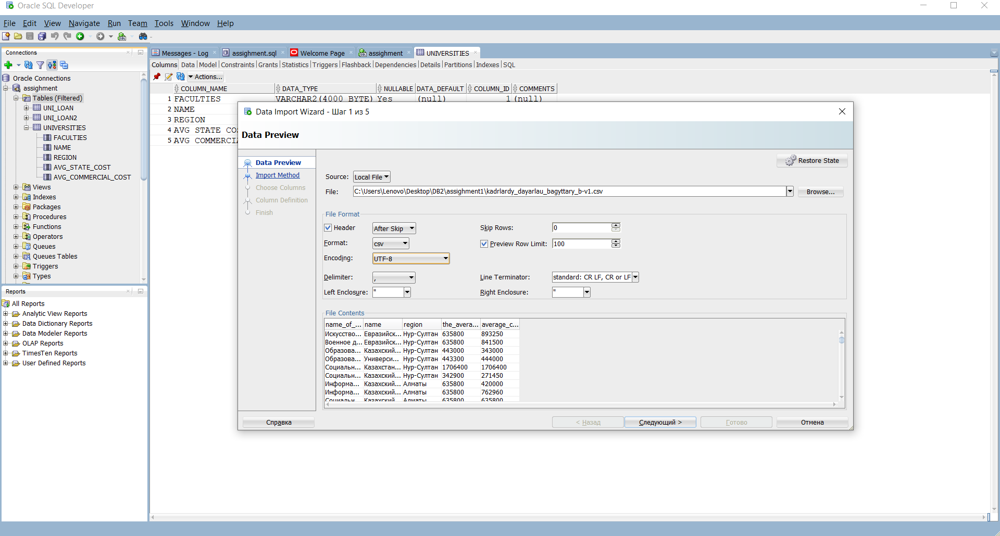 Oracle SQL Developer
File Edit View Navigate Run Team Tools Window Help
Connections
Oracle Connections
assighment
Tables (Filtered)
UNI_LOAN
UNI_LOAN2
UNIVERSITIES
FACULTIES
NAME
REGION
AVG_STATE_COST
AVG_COMMERCIAL_COST
Views
Indexes
Packages
Procedures
Functions
Operators
Queues
Queues Tables
Triggers
Types
Reports
All Reports
Analytic View Reports
Data Dictionary Reports
Data Modeler Reports
OLAP Reports
TimesTen Reports
User Defined Reports
Messages - Log assighment.sql Welcome Page assighment UNIVERSITIES
Columns Data Model Constraints Grants Statistics Triggers Flashback Dependencies Details Partitions Indexes SQL
Actions...
COLUMN_NAME DATA_TYPE NULLABLE DATA_DEFAULT COLUMN_ID COMMENTS
1 FACULTIES VARCHAR2(4000 BYTE) Yes (null) 1 (null)
2 NAME
3 REGION
4 AVG STATE CO
5 AVG COMMERCI
Data Import Wizard - Шаг 1 из 5
Data Preview
Data Preview
Import Method
Choose Columns
Column Definition
Finish
Restore State
Source: Local File
File: C:\Users\Lenovo\Desktop\DB2\assighment1\kadrlardy_dayarlau_bagyttary_b-v1.csv Browse...
File Format
Header After Skip Skip Rows: 0
Format: csv Preview Row Limit: 100
Encoding: UTF-8
Delimiter: , Line Terminator: standard: CR LF, CR or LF
Left Enclosure: " Right Enclosure: "
File Contents
name_of_... name region the_avera... average_c...
Искусство... Евразийск... Нур-Султан 635800 893250
Военное д... Евразийск... Нур-Султан 635800 841500
Образова... Казахский... Нур-Султан 443000 343000
Образова... Универси... Нур-Султан 443300 444000
Социальн... Казахстан... Нур-Султан 1706400 1706400
Социальн... Казахский... Нур-Султан 342900 271450
Информа... Казахский... Алматы 635800 420000
Информа... Казахский... Алматы 635800 762960
Социальн... Казахский... Алматы 635800 635800
Справка < Назад Следующий > Готово Отмена